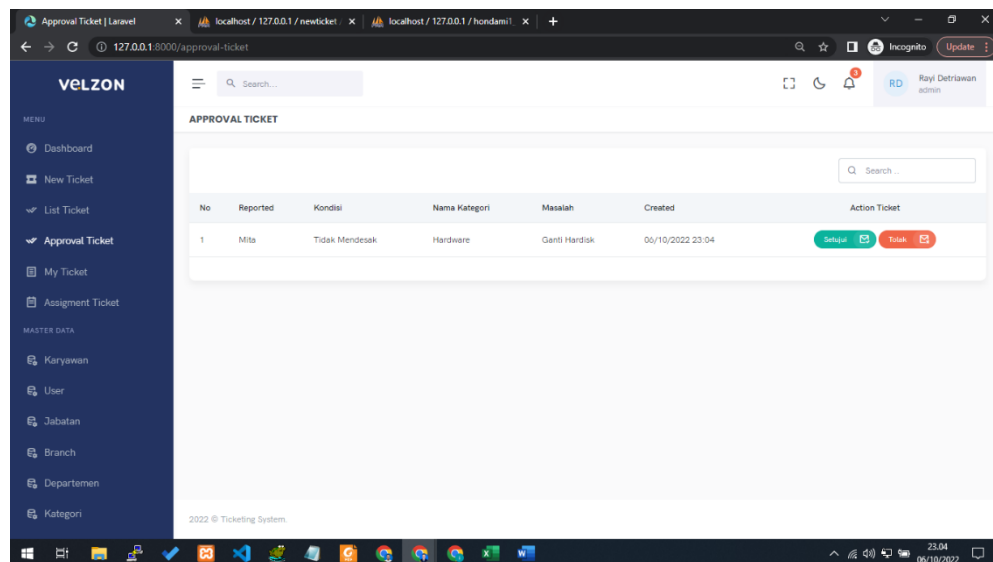 Approval Ticket | Laravel
localhost / 127.0.0.1 / newticket
localhost / 127.0.0.1 / hondami1_
127.0.0.1:8000/approval-ticket
Incognito
Update
VELZON
Search...
3
RD
Rayi Detriawan
admin
MENU
APPROVAL TICKET
Dashboard
New Ticket
List Ticket
Approval Ticket
My Ticket
Assigment Ticket
MASTER DATA
Karyawan
User
Jabatan
Branch
Departemen
Kategori
Search ..
No Reported Kondisi Nama Kategori Masalah Created Action Ticket
1 Mita Tidak Mendesak Hardware Ganti Hardisk 06/10/2022 23:04 Setujui Tolak
2022 © Ticketing System.
23.04
06/10/2022